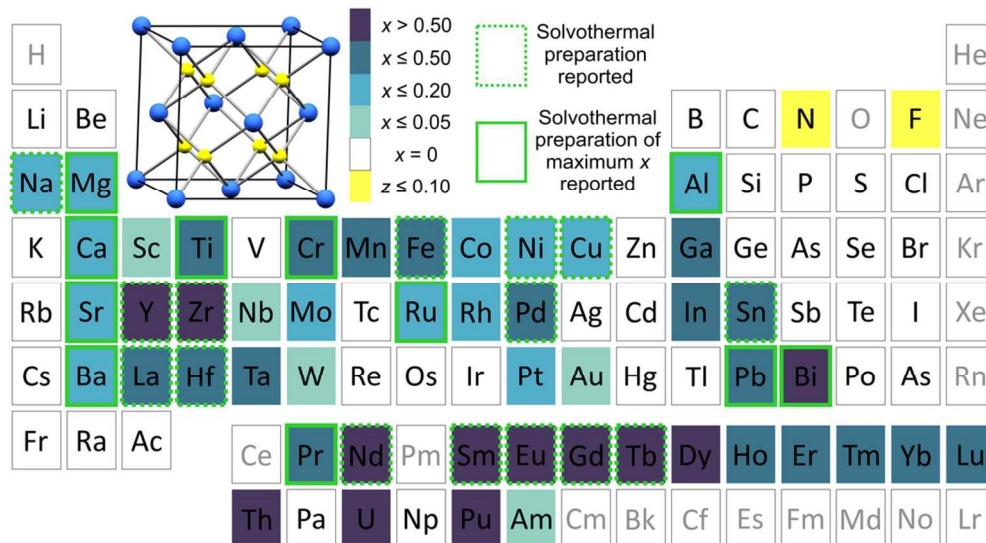 x > 0.50
x ≤ 0.50
x ≤ 0.20
x ≤ 0.05
x = 0
z ≤ 0.10
Solvothermal
preparation
reported
Solvothermal
preparation of
maximum x
reported
H He
Li Be B C N O F Ne
Na Mg Al Si P S Cl Ar
K Ca Sc Ti V Cr Mn Fe Co Ni Cu Zn Ga Ge As Se Br Kr
Rb Sr Y Zr Nb Mo Tc Ru Rh Pd Ag Cd In Sn Sb Te I Xe
Cs Ba La Hf Ta W Re Os Ir Pt Au Hg Tl Pb Bi Po As Rn
Fr Ra Ac
Ce Pr Nd Pm Sm Eu Gd Tb Dy Ho Er Tm Yb Lu
Th Pa U Np Pu Am Cm Bk Cf Es Fm Md No Lr